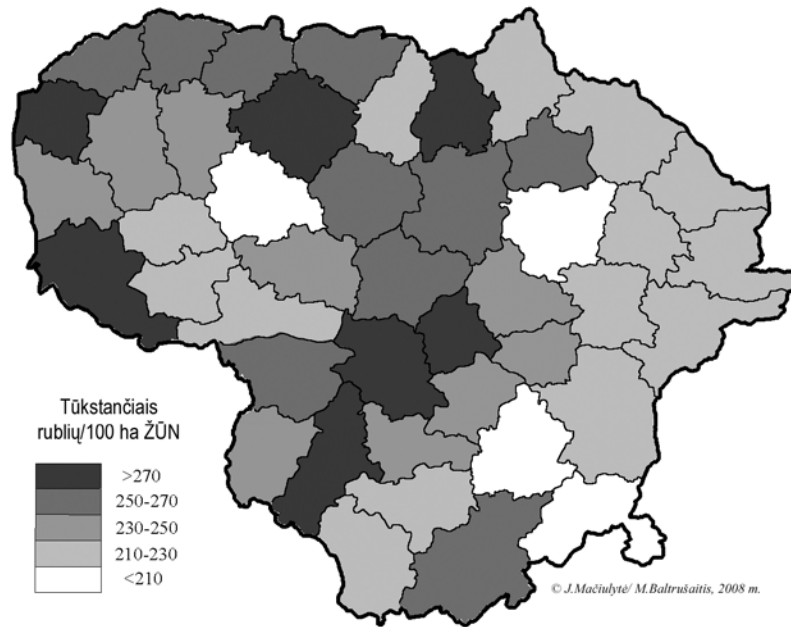 Tūkstančiais
rublių/100 ha ŽŪN
>270
250-270
230-250
210-230
<210
© J.Mačiulytė/ M.Baltrušaitis, 2008 m.